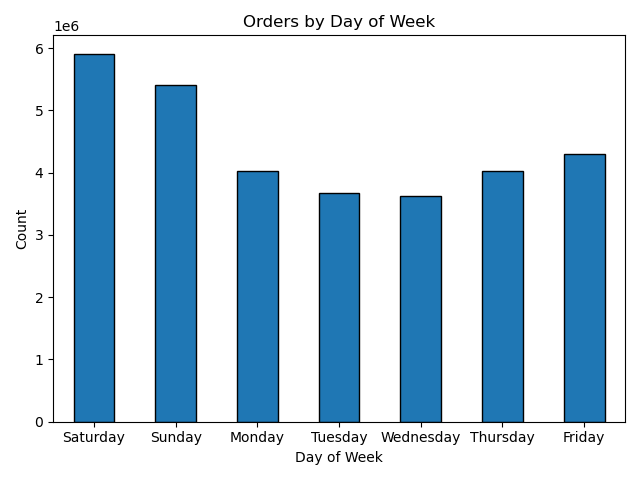 Orders by Day of Week
1e6
6
5
4
3
2
1
0
Count
Saturday Sunday Monday Tuesday Wednesday Thursday Friday
Day of Week